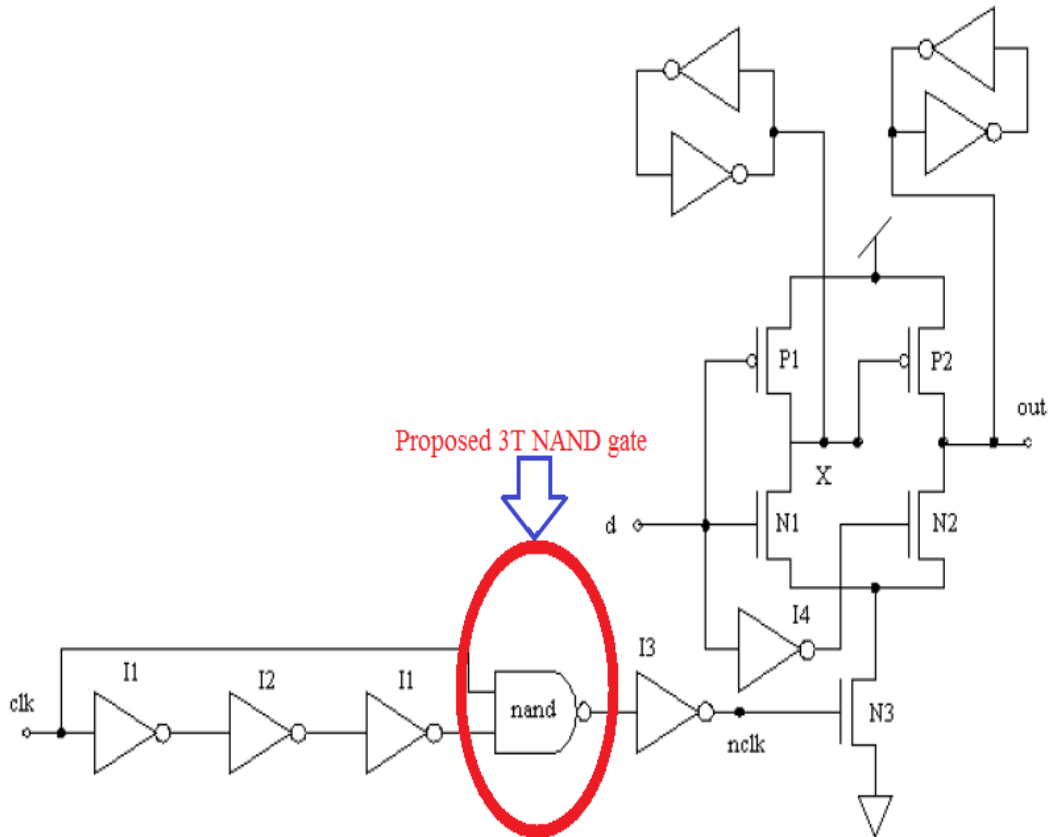 P1
P2
out
Proposed 3T NAND gate
X
d
N1
N2
I4
I1
I2
I1
I3
clk
nand
nclk
N3